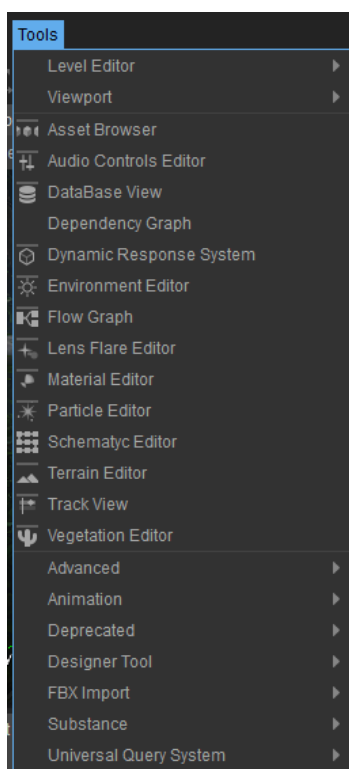 Tools
Level Editor
Viewport
Asset Browser
Audio Controls Editor
DataBase View
Dependency Graph
Dynamic Response System
Environment Editor
Flow Graph
Lens Flare Editor
Material Editor
Particle Editor
Schematyc Editor
Terrain Editor
Track View
Vegetation Editor
Advanced
Animation
Deprecated
Designer Tool
FBX Import
Substance
Universal Query System